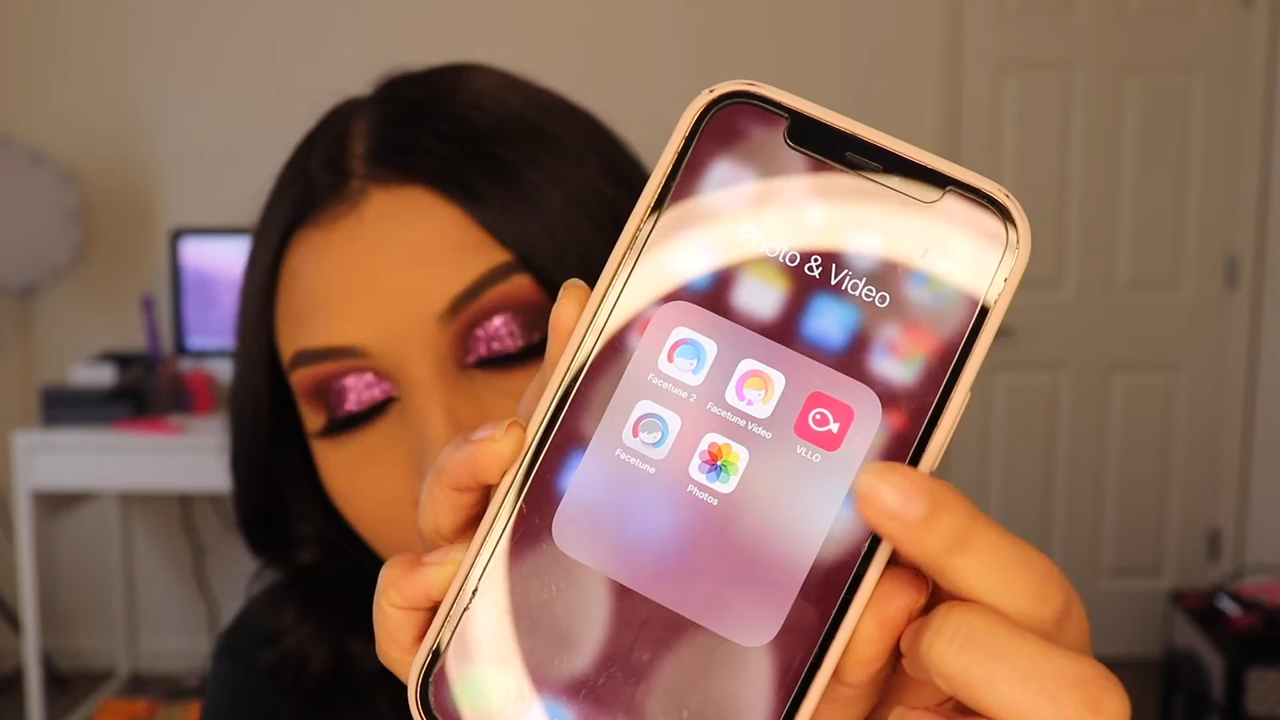 Photo & Video
Facetune 2
Facetune Video
VLLO
Facetune
Photos